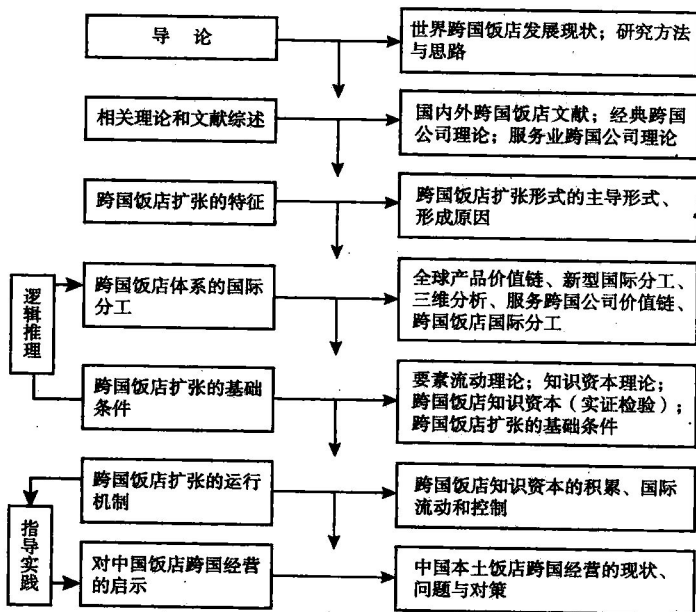 导 论
世界跨国饭店发展现状；研究方法
与思路
相关理论和文献综述
国内外跨国饭店文献；经典跨国
公司理论；服务业跨国公司理论
跨国饭店扩张的特征
跨国饭店扩张形式的主导形式、
形成原因
逻辑推理
跨国饭店体系的国际
分工
全球产品价值链、新型国际分工、
三维分析、服务跨国公司价值链、
跨国饭店国际分工
跨国饭店扩张的基础
条件
要素流动理论；知识资本理论；
跨国饭店知识资本（实证检验）；
跨国饭店扩张的基础条件
指导实践
跨国饭店扩张的运行
机制
跨国饭店知识资本的积累、国际
流动和控制
对中国饭店跨国经营
的启示
中国本土饭店跨国经营的现状、
问题与对策